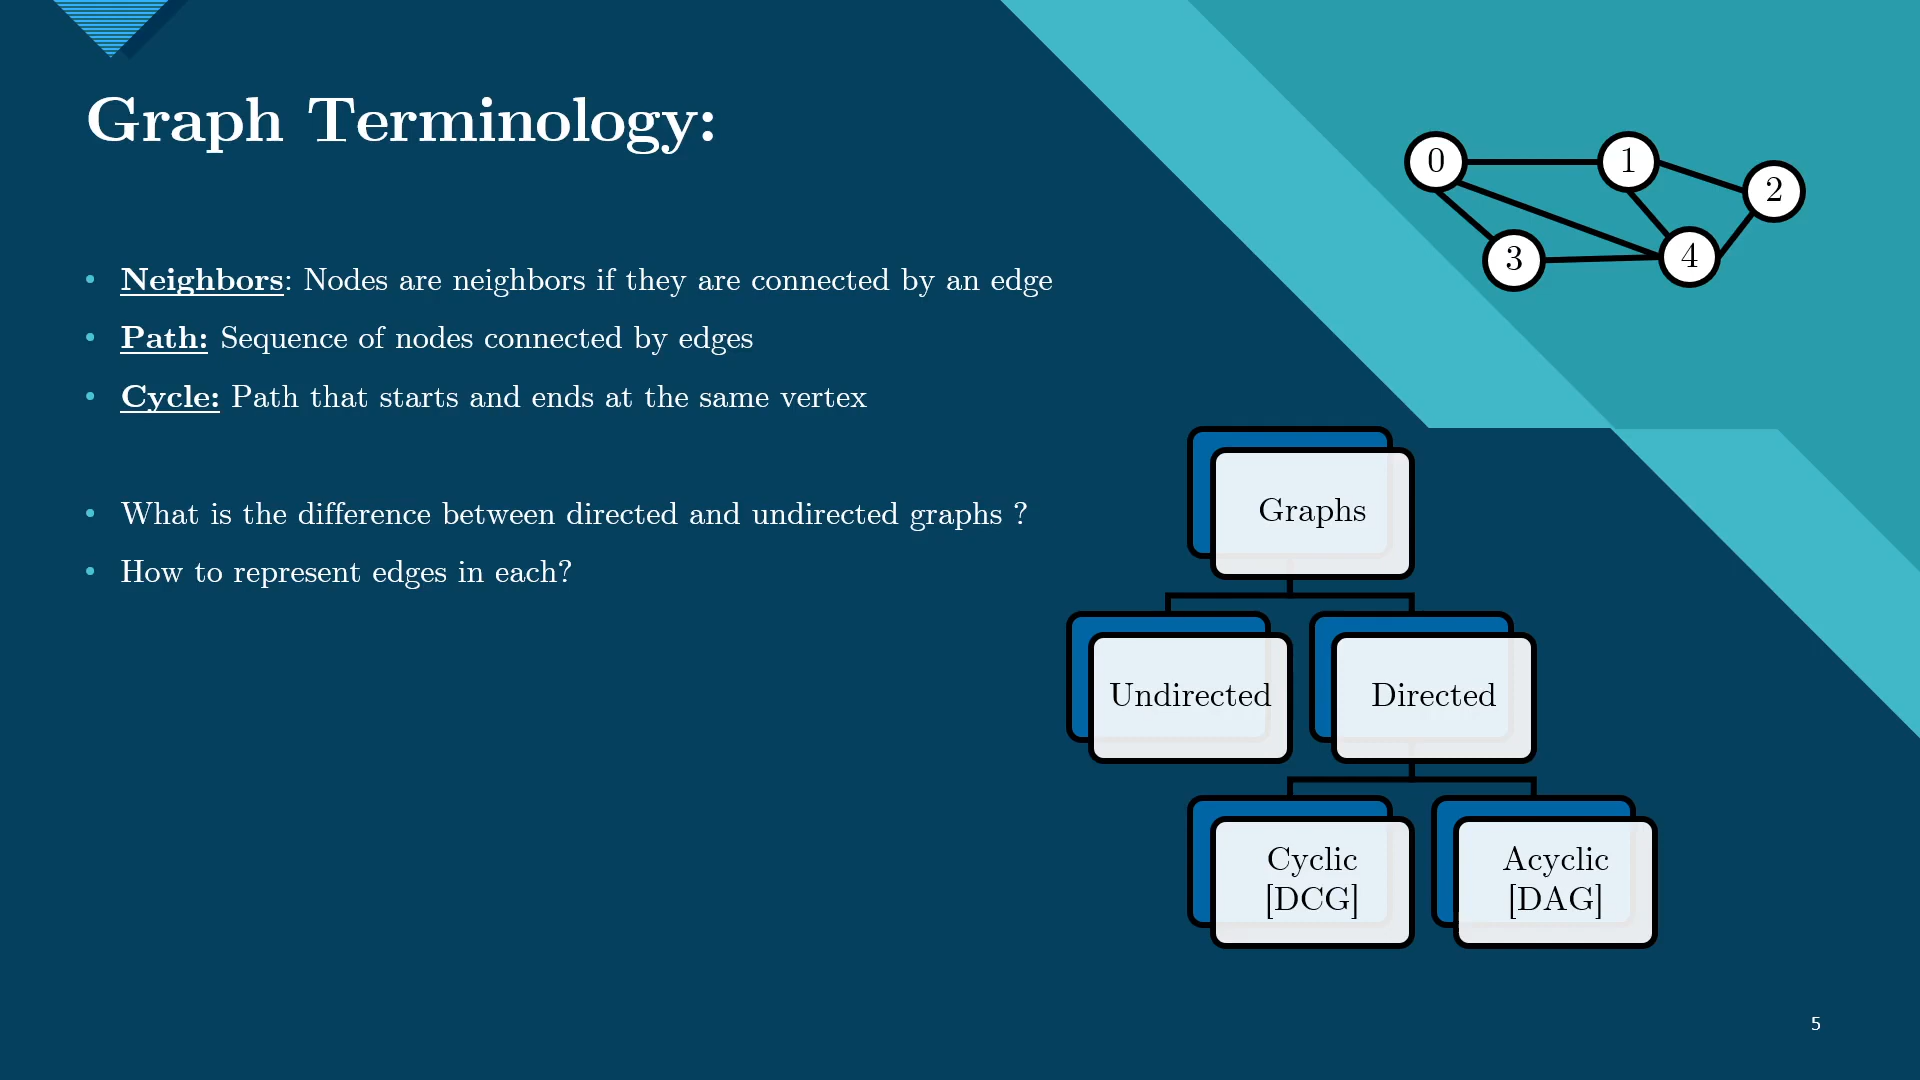 Graph Terminology:
• Neighbors: Nodes are neighbors if they are connected by an edge
• Path: Sequence of nodes connected by edges
• Cycle: Path that starts and ends at the same vertex
• What is the difference between directed and undirected graphs ?
• How to represent edges in each?
0
1
2
3
4
Graphs
Undirected
Directed
Cyclic
[DCG]
Acyclic
[DAG]
5